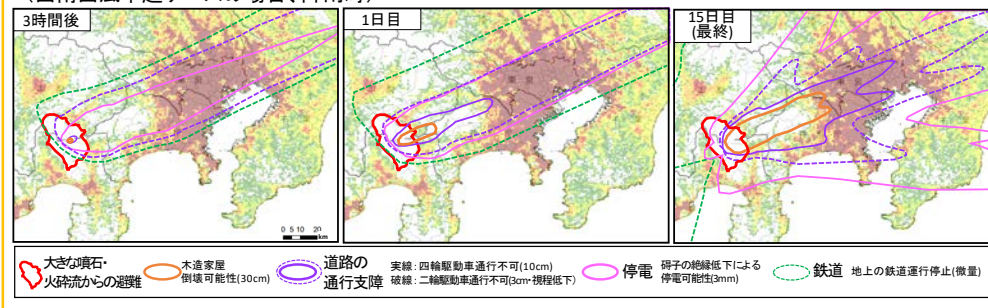 3時間後
1日目
15日目
(最終)
東 京
0 5 10 20
km
大きな噴石・
火砕流からの避難
木造家屋
倒壊可能性(30cm)
道路の
通行支障
実線:四輪駆動車通行不可(10cm)
破線:二輪駆動車通行不可(3cm・視程低下)
停電
碍子の絶縁低下による
停電可能性(3mm)
鉄道 地上の鉄道運行停止(微量)